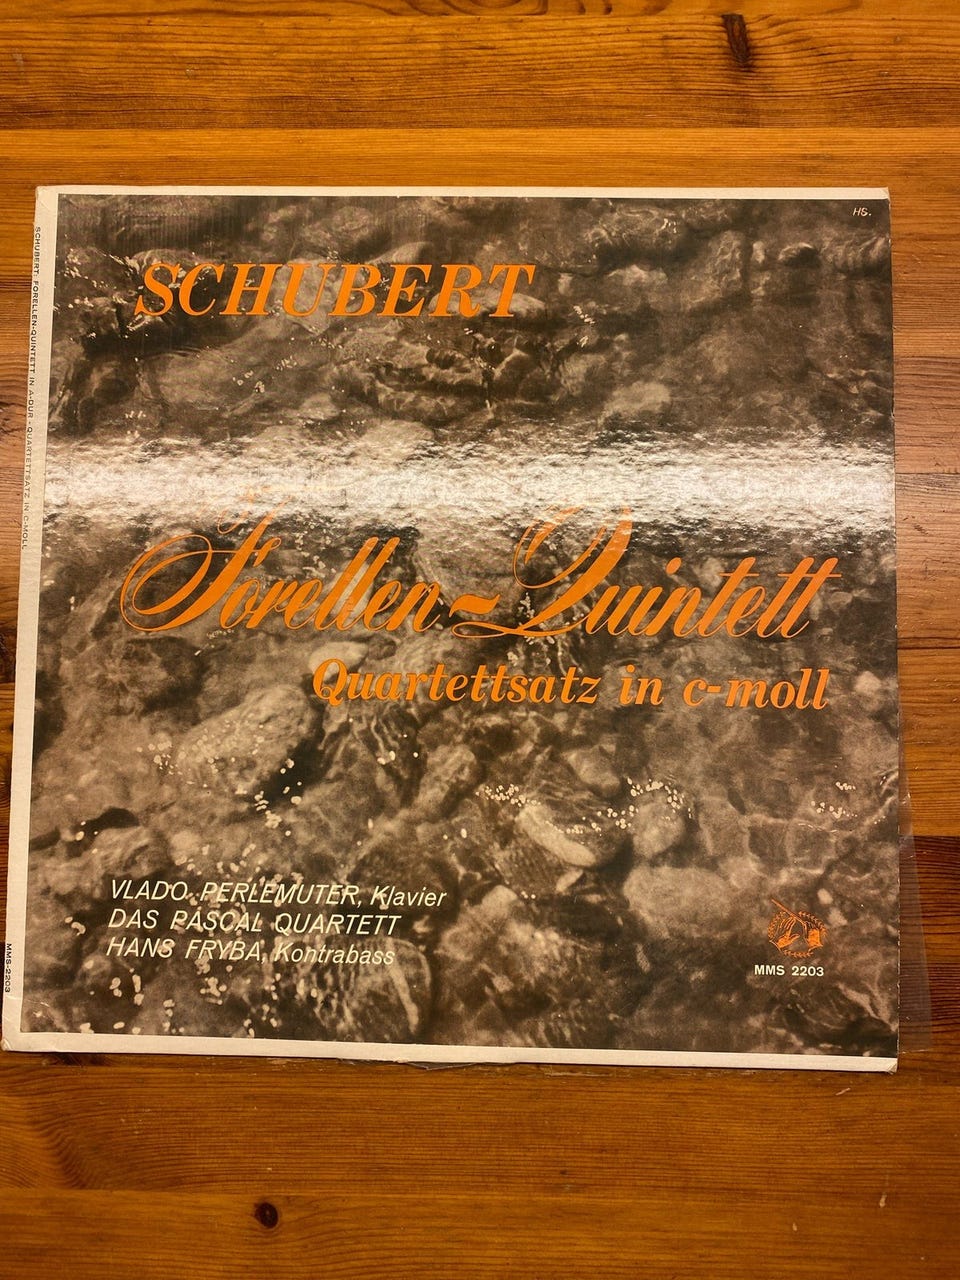 HS.
SCHUBERT
Forellen-Quintett
Quartettsatz in c-moll
VLADO PERLEMUTER, Klavier
DAS PASCAL QUARTETT
HANS FRYBA, Kontrabass
MMS 2203
SCHUBERT: FORELLEN-QUINTETT IN A-DUR · QUARTETTSATZ IN C-MOLL
MMS-2203